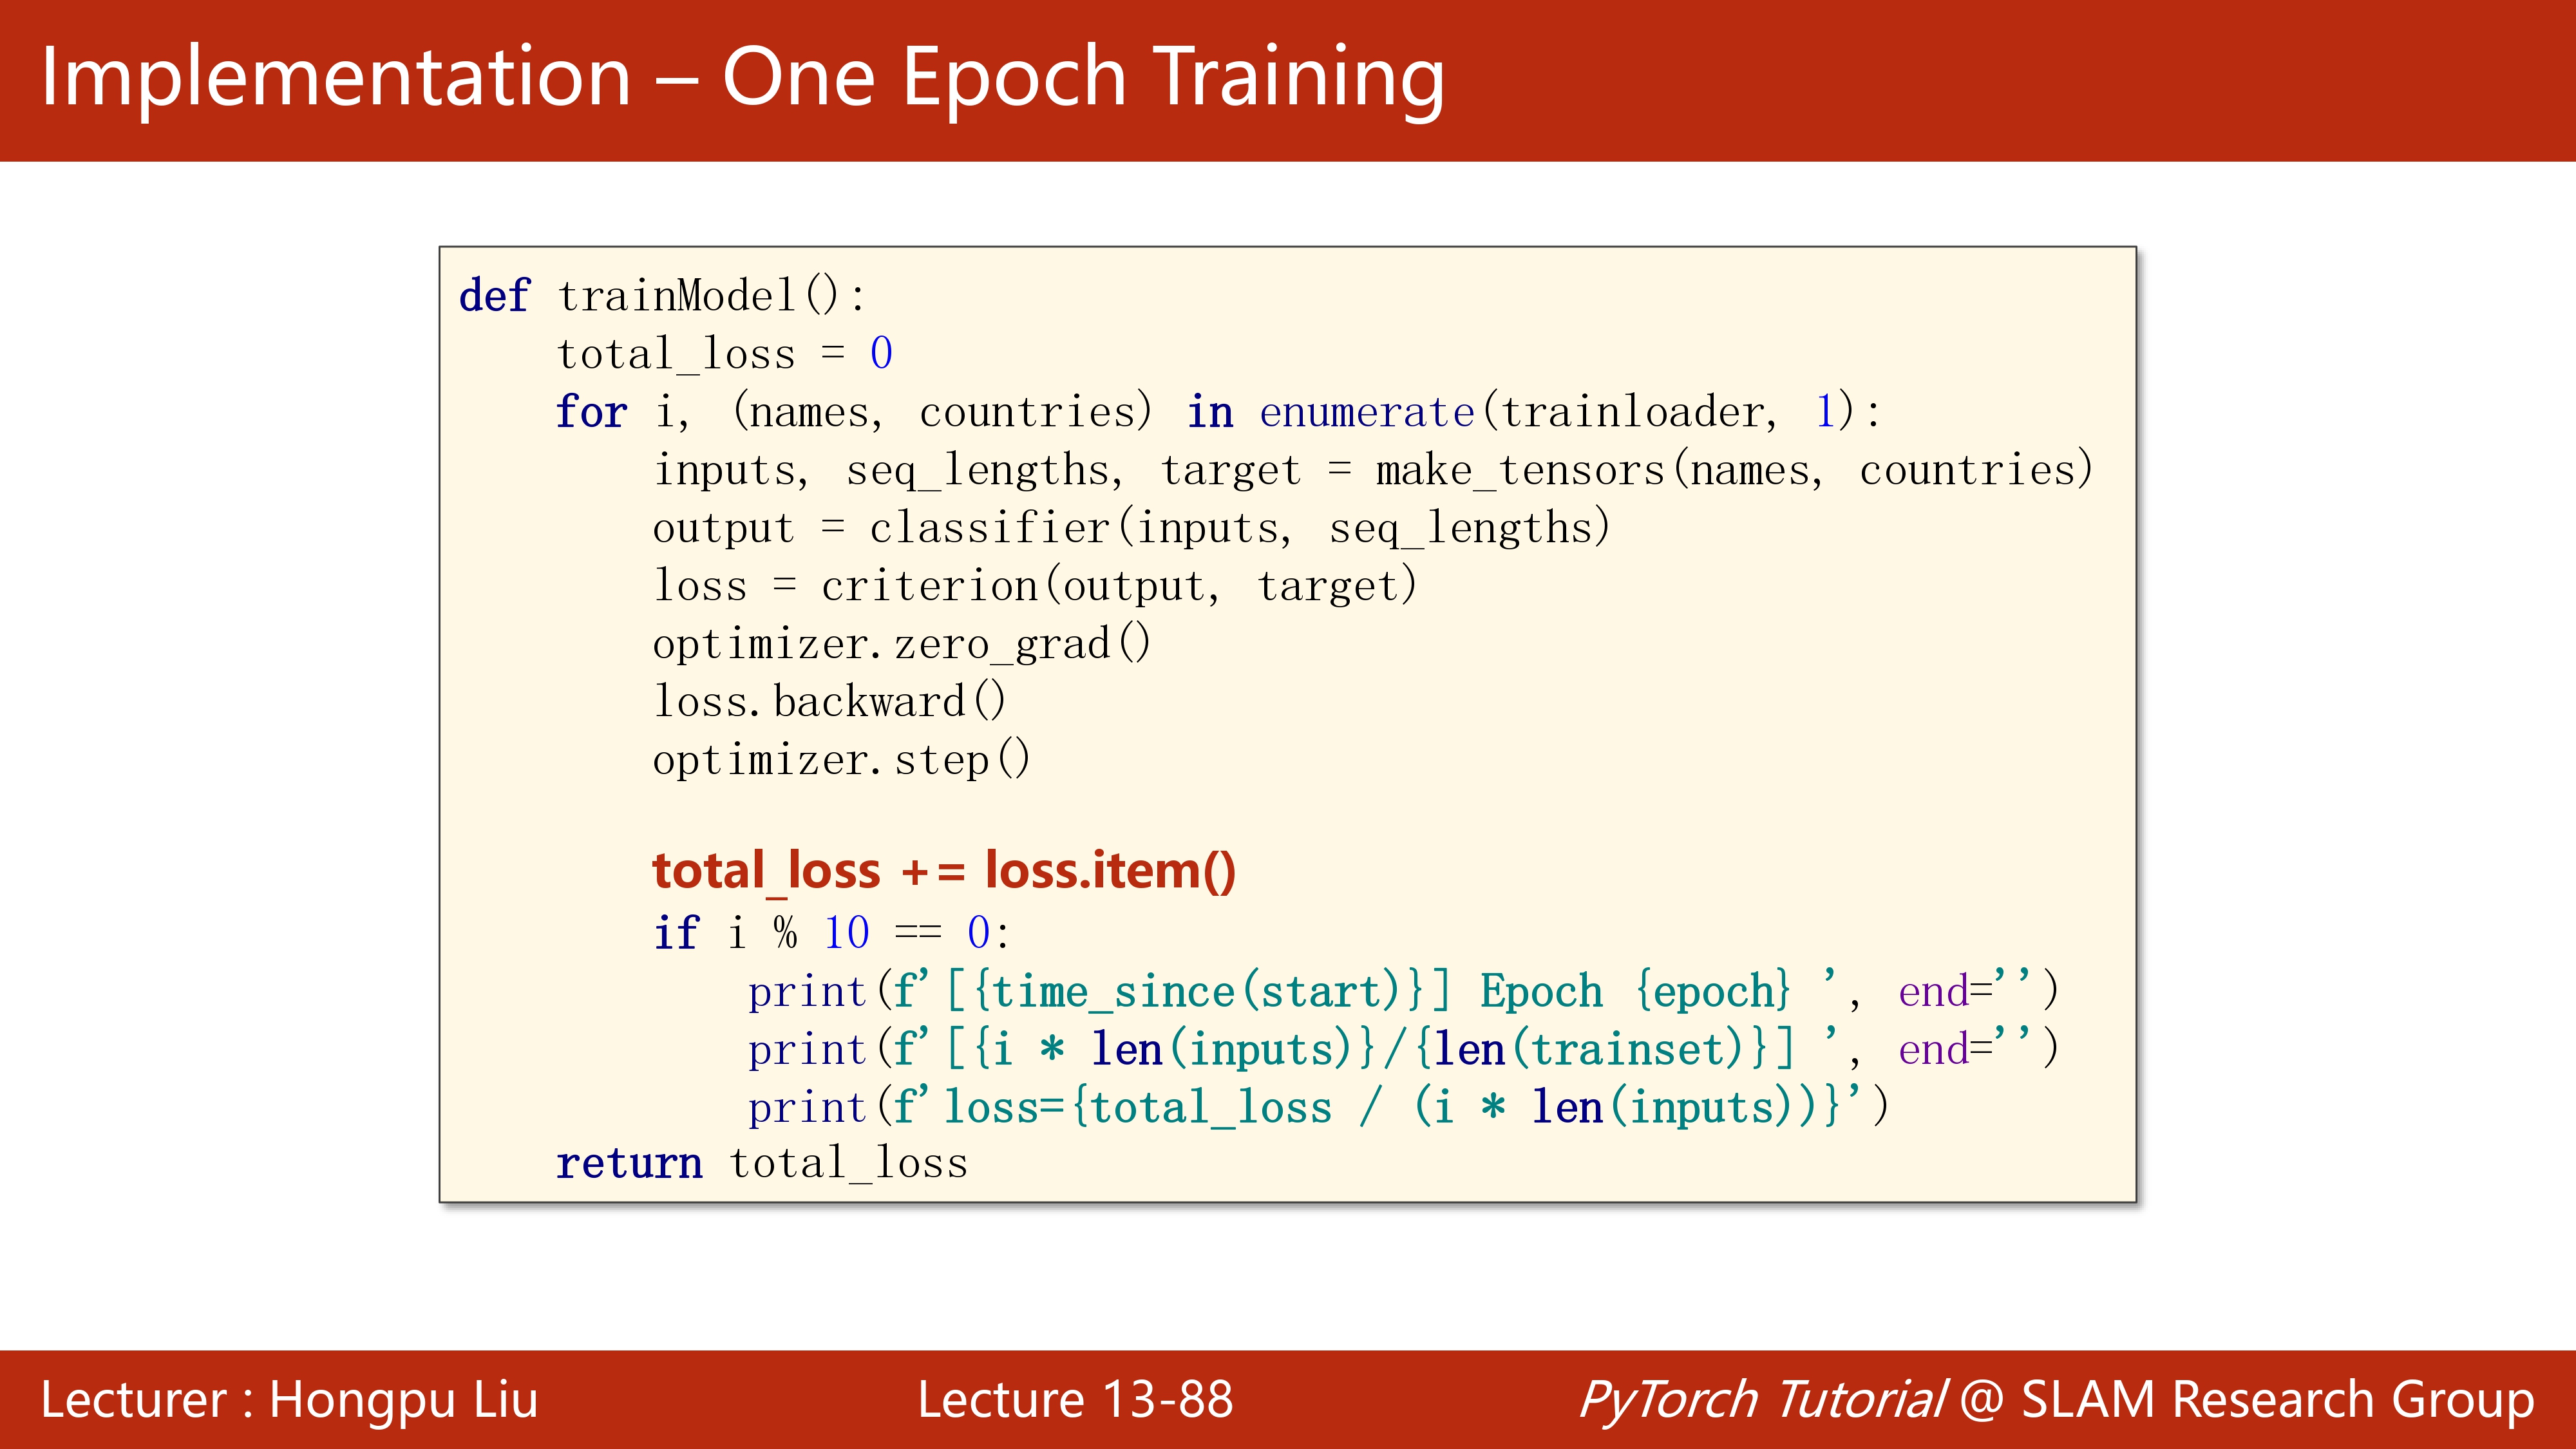 Implementation – One Epoch Training
def trainModel():
    total_loss = 0
    for i, (names, countries) in enumerate(trainloader, 1):
        inputs, seq_lengths, target = make_tensors(names, countries)
        output = classifier(inputs, seq_lengths)
        loss = criterion(output, target)
        optimizer.zero_grad()
        loss.backward()
        optimizer.step()
        total_loss += loss.item()
        if i % 10 == 0:
            print(f’[{time_since(start)}] Epoch {epoch} ’, end=’’)
            print(f’[{i * len(inputs)}/{len(trainset)}] ’, end=’’)
            print(f’loss={total_loss / (i * len(inputs))}’)
    return total_loss
Lecturer : Hongpu Liu
Lecture 13-88
PyTorch Tutorial @ SLAM Research Group